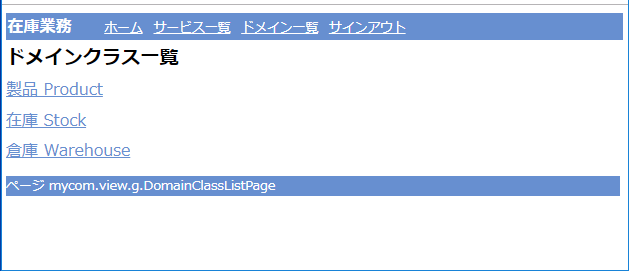 在庫業務 ホーム サービス一覧 ドメイン一覧 サインアウト
ドメインクラス一覧
製品 Product
在庫 Stock
倉庫 Warehouse
ページ mycom.view.g.DomainClassListPage